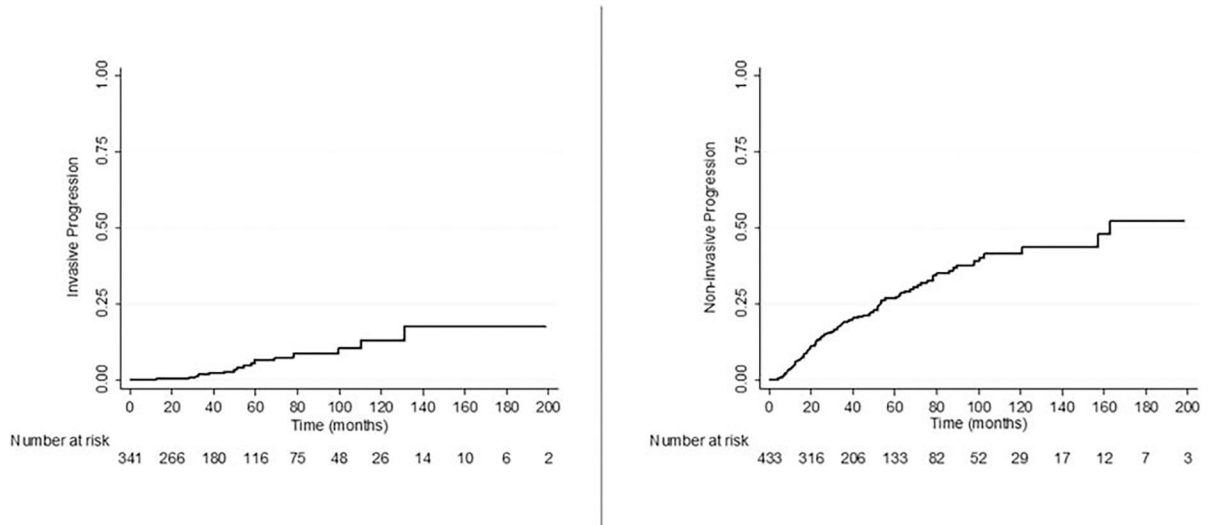 Invasive Progression
1.00
0.75
0.50
0.25
0.00
0 20 40 60 80 100 120 140 160 180 200
Time (months)
Number at risk
341 266 180 116 75 48 26 14 10 6 2
Non-invasive Progression
1.00
0.75
0.50
0.25
0.00
0 20 40 60 80 100 120 140 160 180 200
Time (months)
Number at risk
433 316 206 133 82 52 29 17 12 7 3